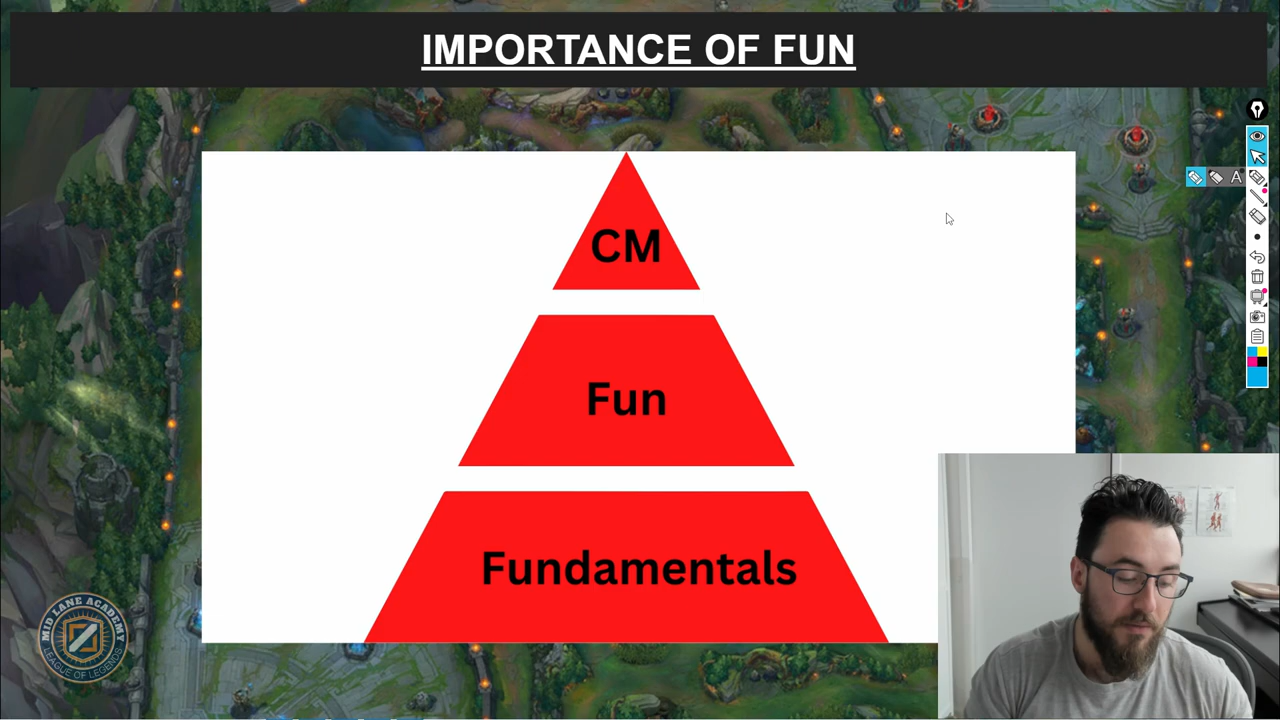 IMPORTANCE OF FUN
CM
A
Fun
Fundamentals
MID LANE ACADEMY
LEAGUE OF LEGENDS